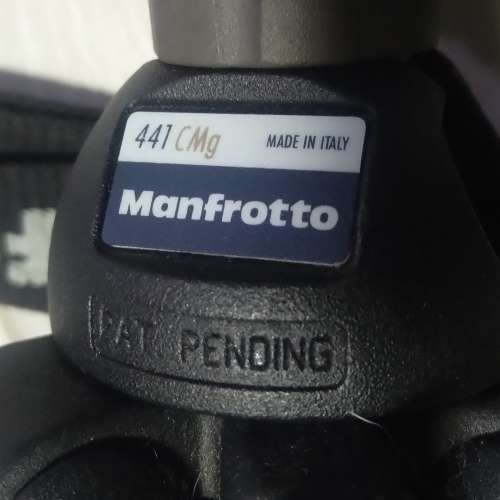 441 CMg MADE IN ITALY
Manfrotto
PAT. PENDING